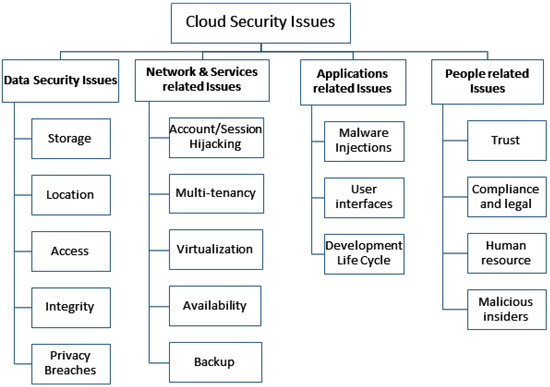 Cloud Security Issues
Data Security Issues
Storage
Location
Access
Integrity
Privacy
Breaches
Network & Services
related Issues
Account/Session
Hijacking
Multi-tenancy
Virtualization
Availability
Backup
Applications
related Issues
Malware
Injections
User
interfaces
Development
Life Cycle
People related
Issues
Trust
Compliance
and legal
Human
resource
Malicious
insiders